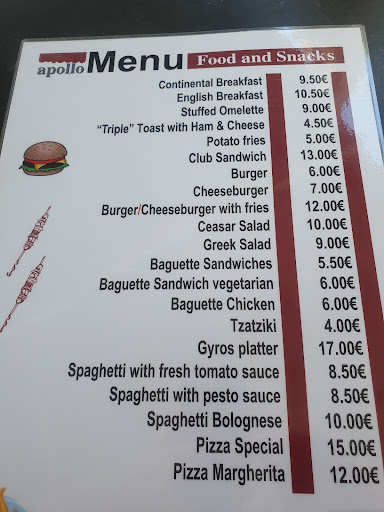 apollo Menu Food and Snacks
Continental Breakfast 9.50€
English Breakfast 10.50€
Stuffed Omelette 9.00€
“Triple” Toast with Ham & Cheese 4.50€
Potato fries 5.00€
Club Sandwich 13.00€
Burger 6.00€
Cheeseburger 7.00€
Burger/Cheeseburger with fries 12.00€
Ceasar Salad 10.00€
Greek Salad 9.00€
Baguette Sandwiches 5.50€
Baguette Sandwich vegetarian 6.00€
Baguette Chicken 6.00€
Tzatziki 4.00€
Gyros platter 17.00€
Spaghetti with fresh tomato sauce 8.50€
Spaghetti with pesto sauce 8.50€
Spaghetti Bolognese 10.00€
Pizza Special 15.00€
Pizza Margherita 12.00€